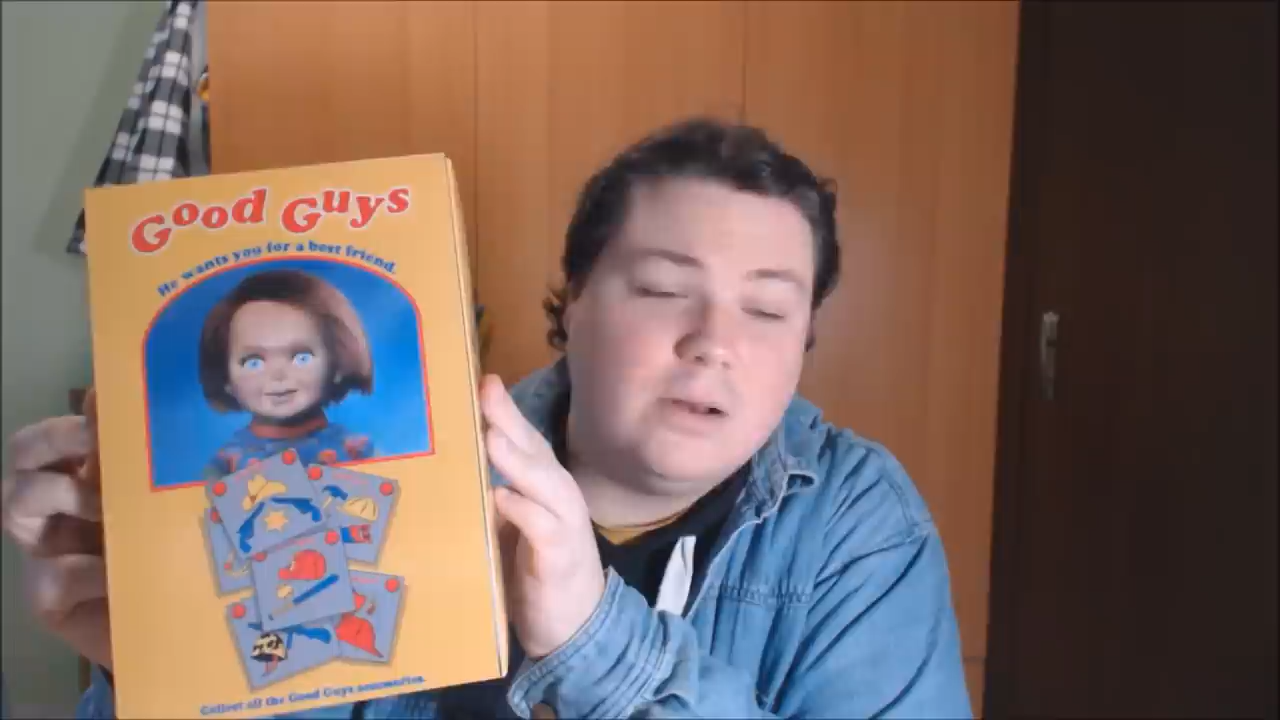 Good Guys
He wants you for a best friend.
Collect all the Good Guys accessories.